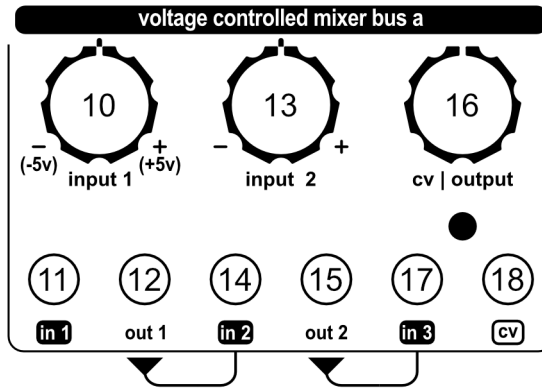 voltage controlled mixer bus a
10 13 16
− + − +
(-5v) (+5v)
input 1 input 2 cv | output
11 12 14 15 17 18
in 1 out 1 in 2 out 2 in 3 cv